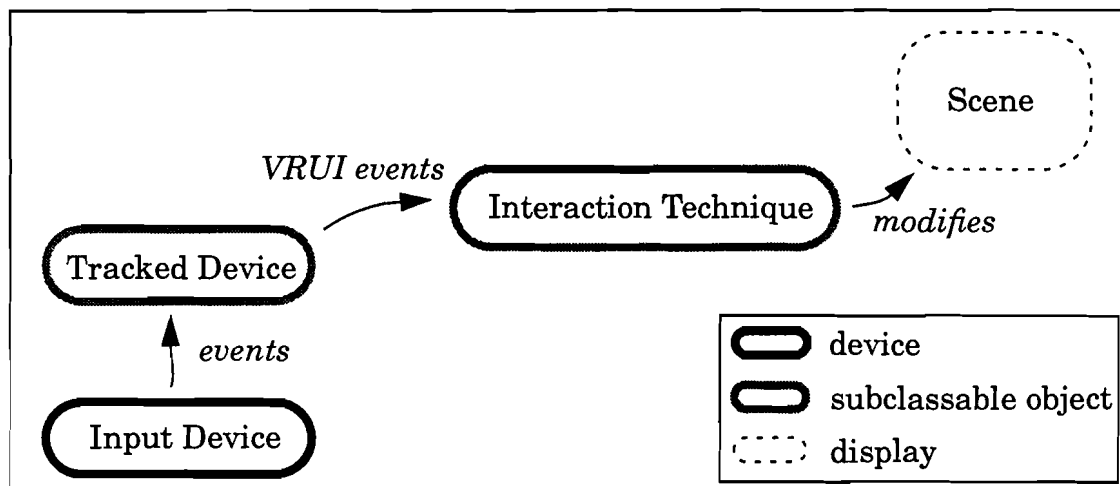 Scene
VRUI events
Interaction Technique
modifies
Tracked Device
events
Input Device
device
subclassable object
display